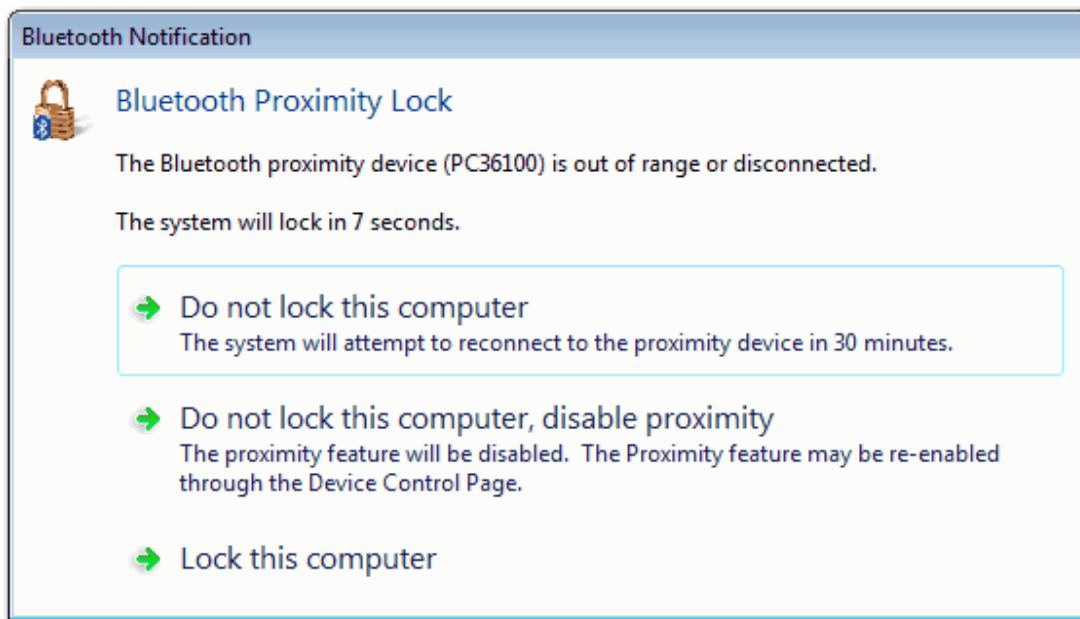 Bluetooth Notification
Bluetooth Proximity Lock
The Bluetooth proximity device (PC36100) is out of range or disconnected.
The system will lock in 7 seconds.
Do not lock this computer
The system will attempt to reconnect to the proximity device in 30 minutes.
Do not lock this computer, disable proximity
The proximity feature will be disabled.  The Proximity feature may be re-enabled
through the Device Control Page.
Lock this computer